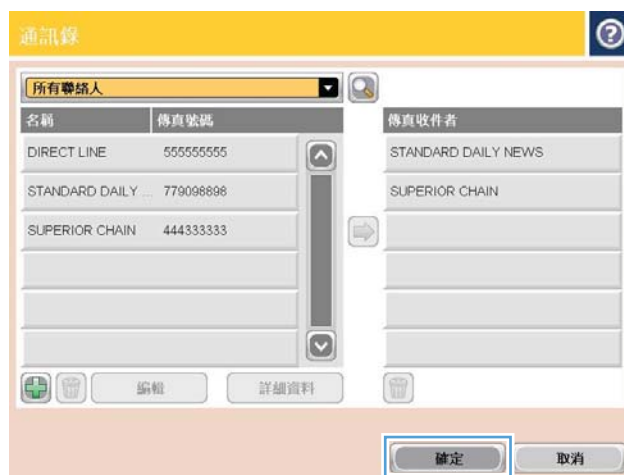 通訊錄
所有聯絡人
名稱 傳真號碼
DIRECT LINE 555555555
STANDARD DAILY ... 779098898
SUPERIOR CHAIN 444333333
傳真收件者
STANDARD DAILY NEWS
SUPERIOR CHAIN
編輯 詳細資料
確定 取消